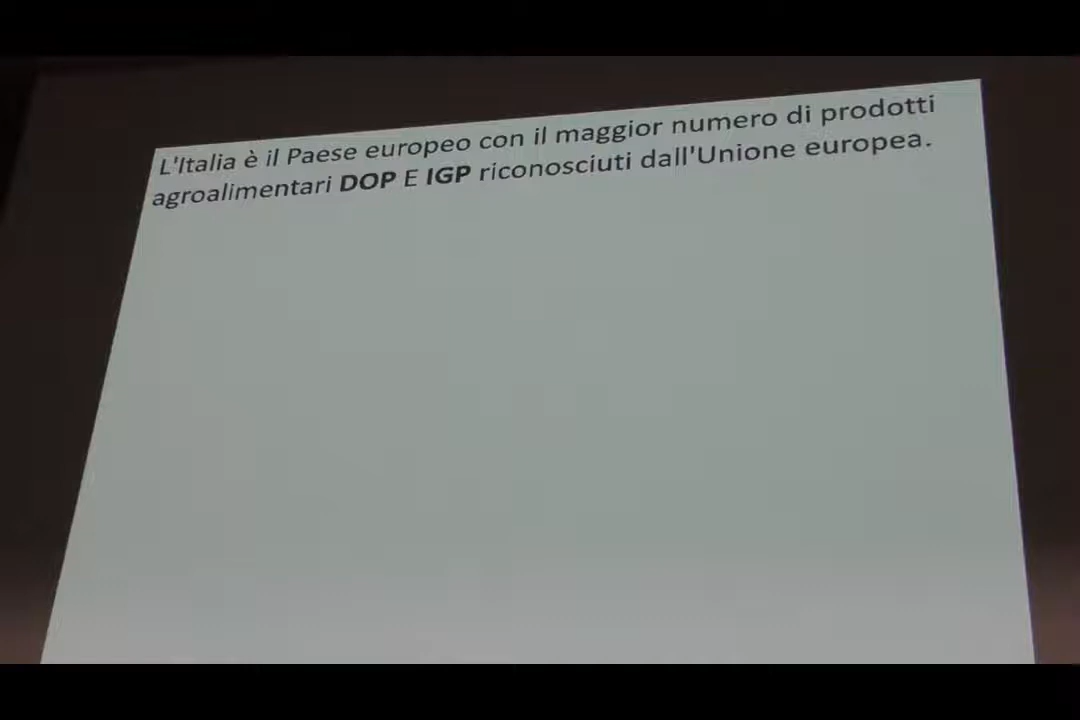 L'Italia è il Paese europeo con il maggior numero di prodotti
agroalimentari DOP E IGP riconosciuti dall'Unione europea.